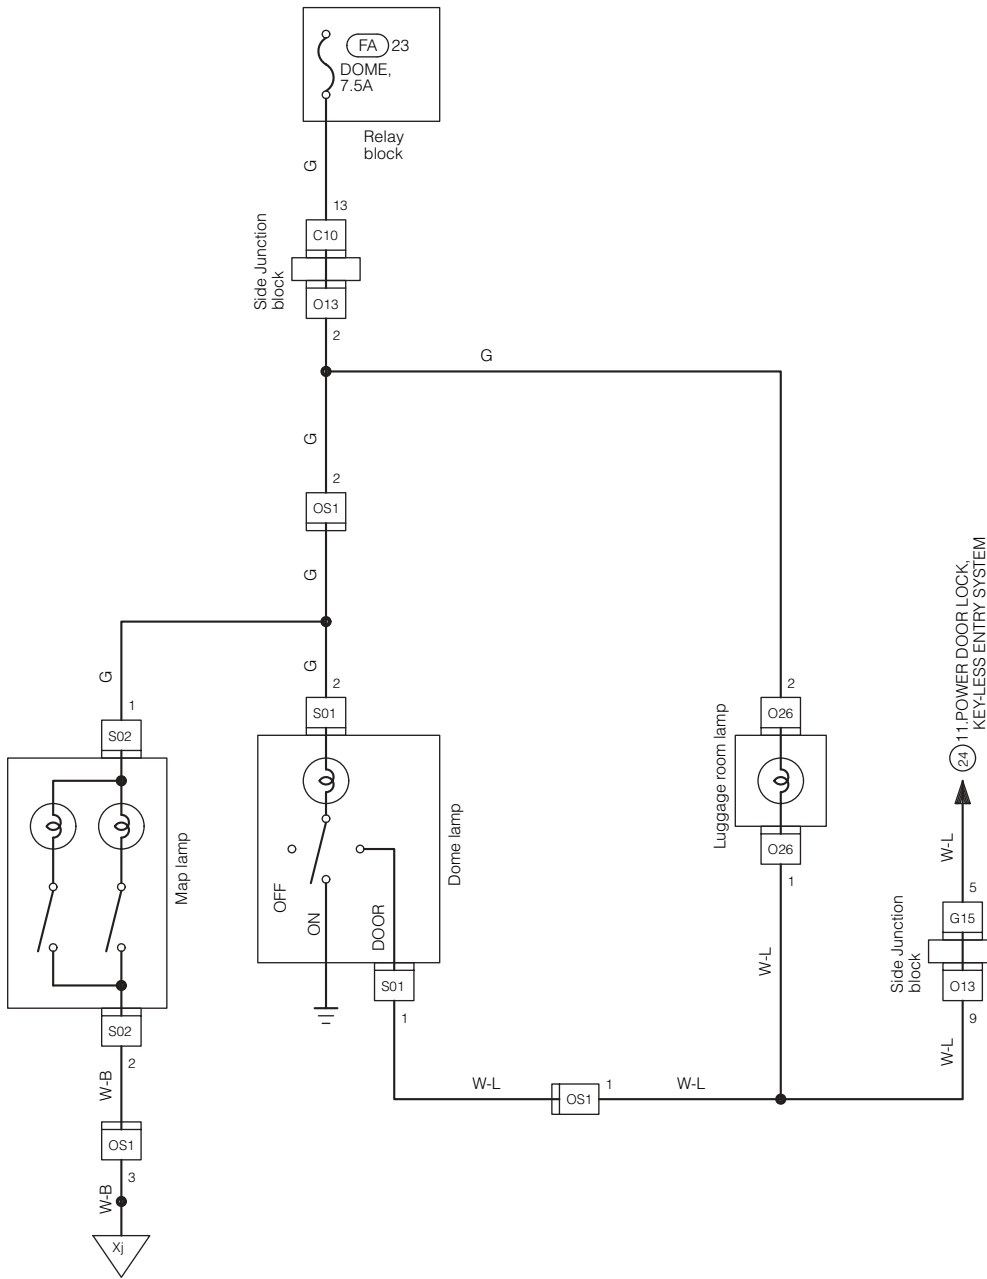 FA 23
DOME,
7.5A
Relay
block
G
13
C10
Side Junction
block
O13
2
G
G
2
OS1
G
G
1
S02
Map lamp
S02
2
W-B
OS1
3
W-B
Xj
G
2
S01
OFF
ON
DOOR
Dome lamp
S01
1
W-L
OS1
1
W-L
2
O26
Luggage room lamp
O26
1
W-L
24
11.POWER DOOR LOCK,
KEY-LESS ENTRY SYSTEM
W-L
5
G15
Side Junction
block
O13
9
W-L